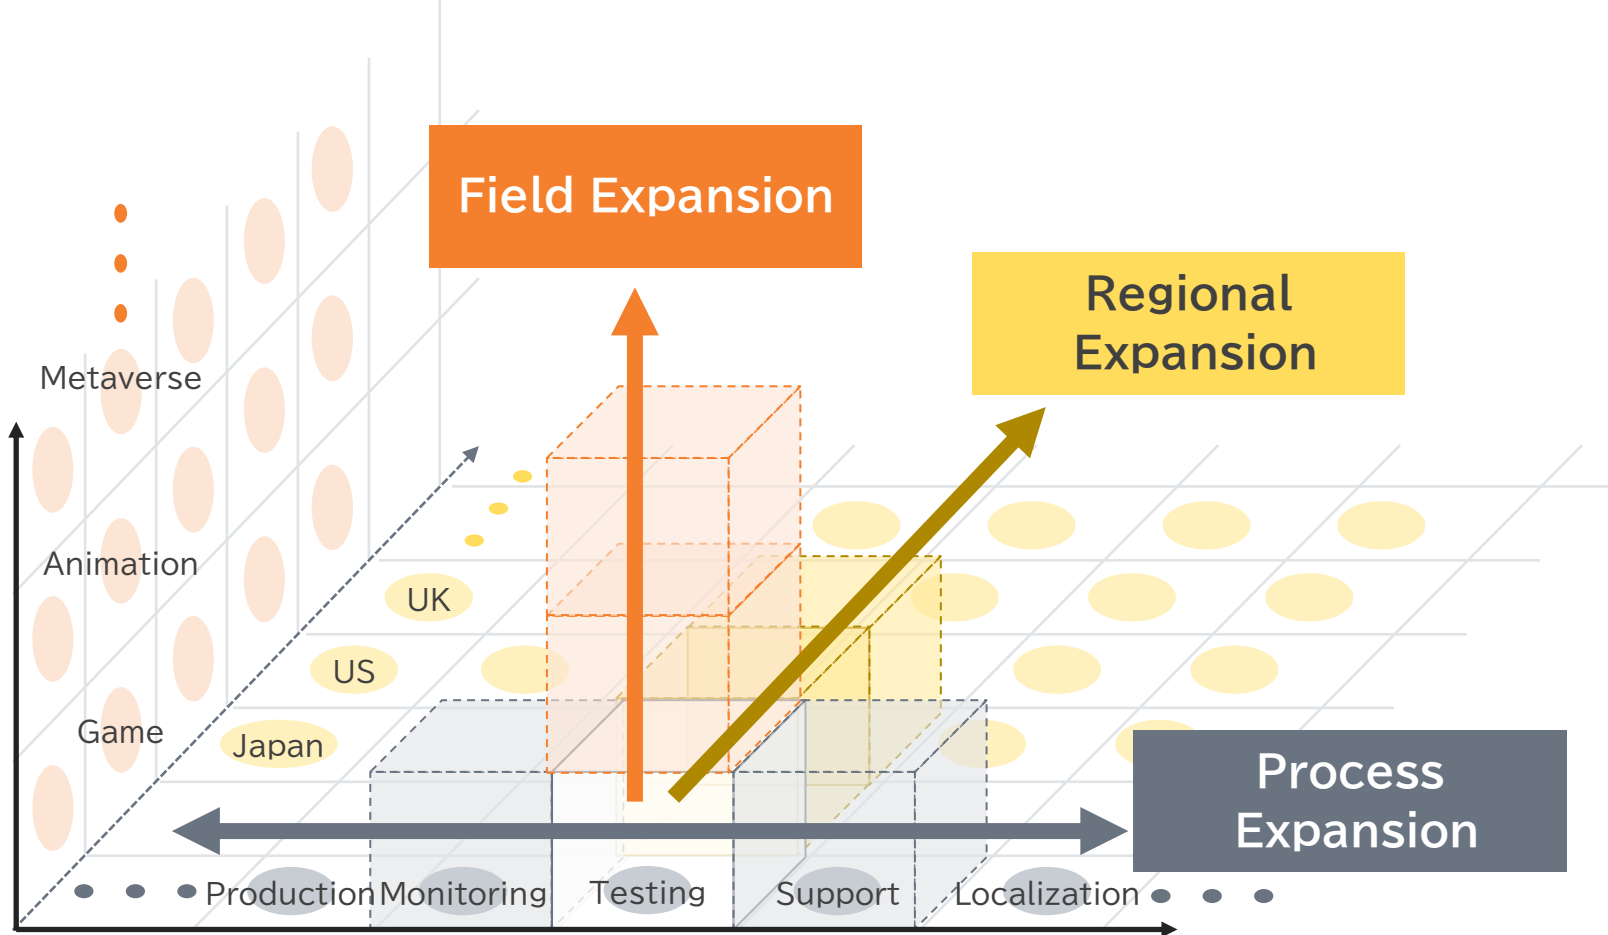 Field Expansion
Regional
Expansion
Metaverse
Animation
UK
US
Game
Japan
Process
Expansion
Production
Monitoring
Testing
Support
Localization